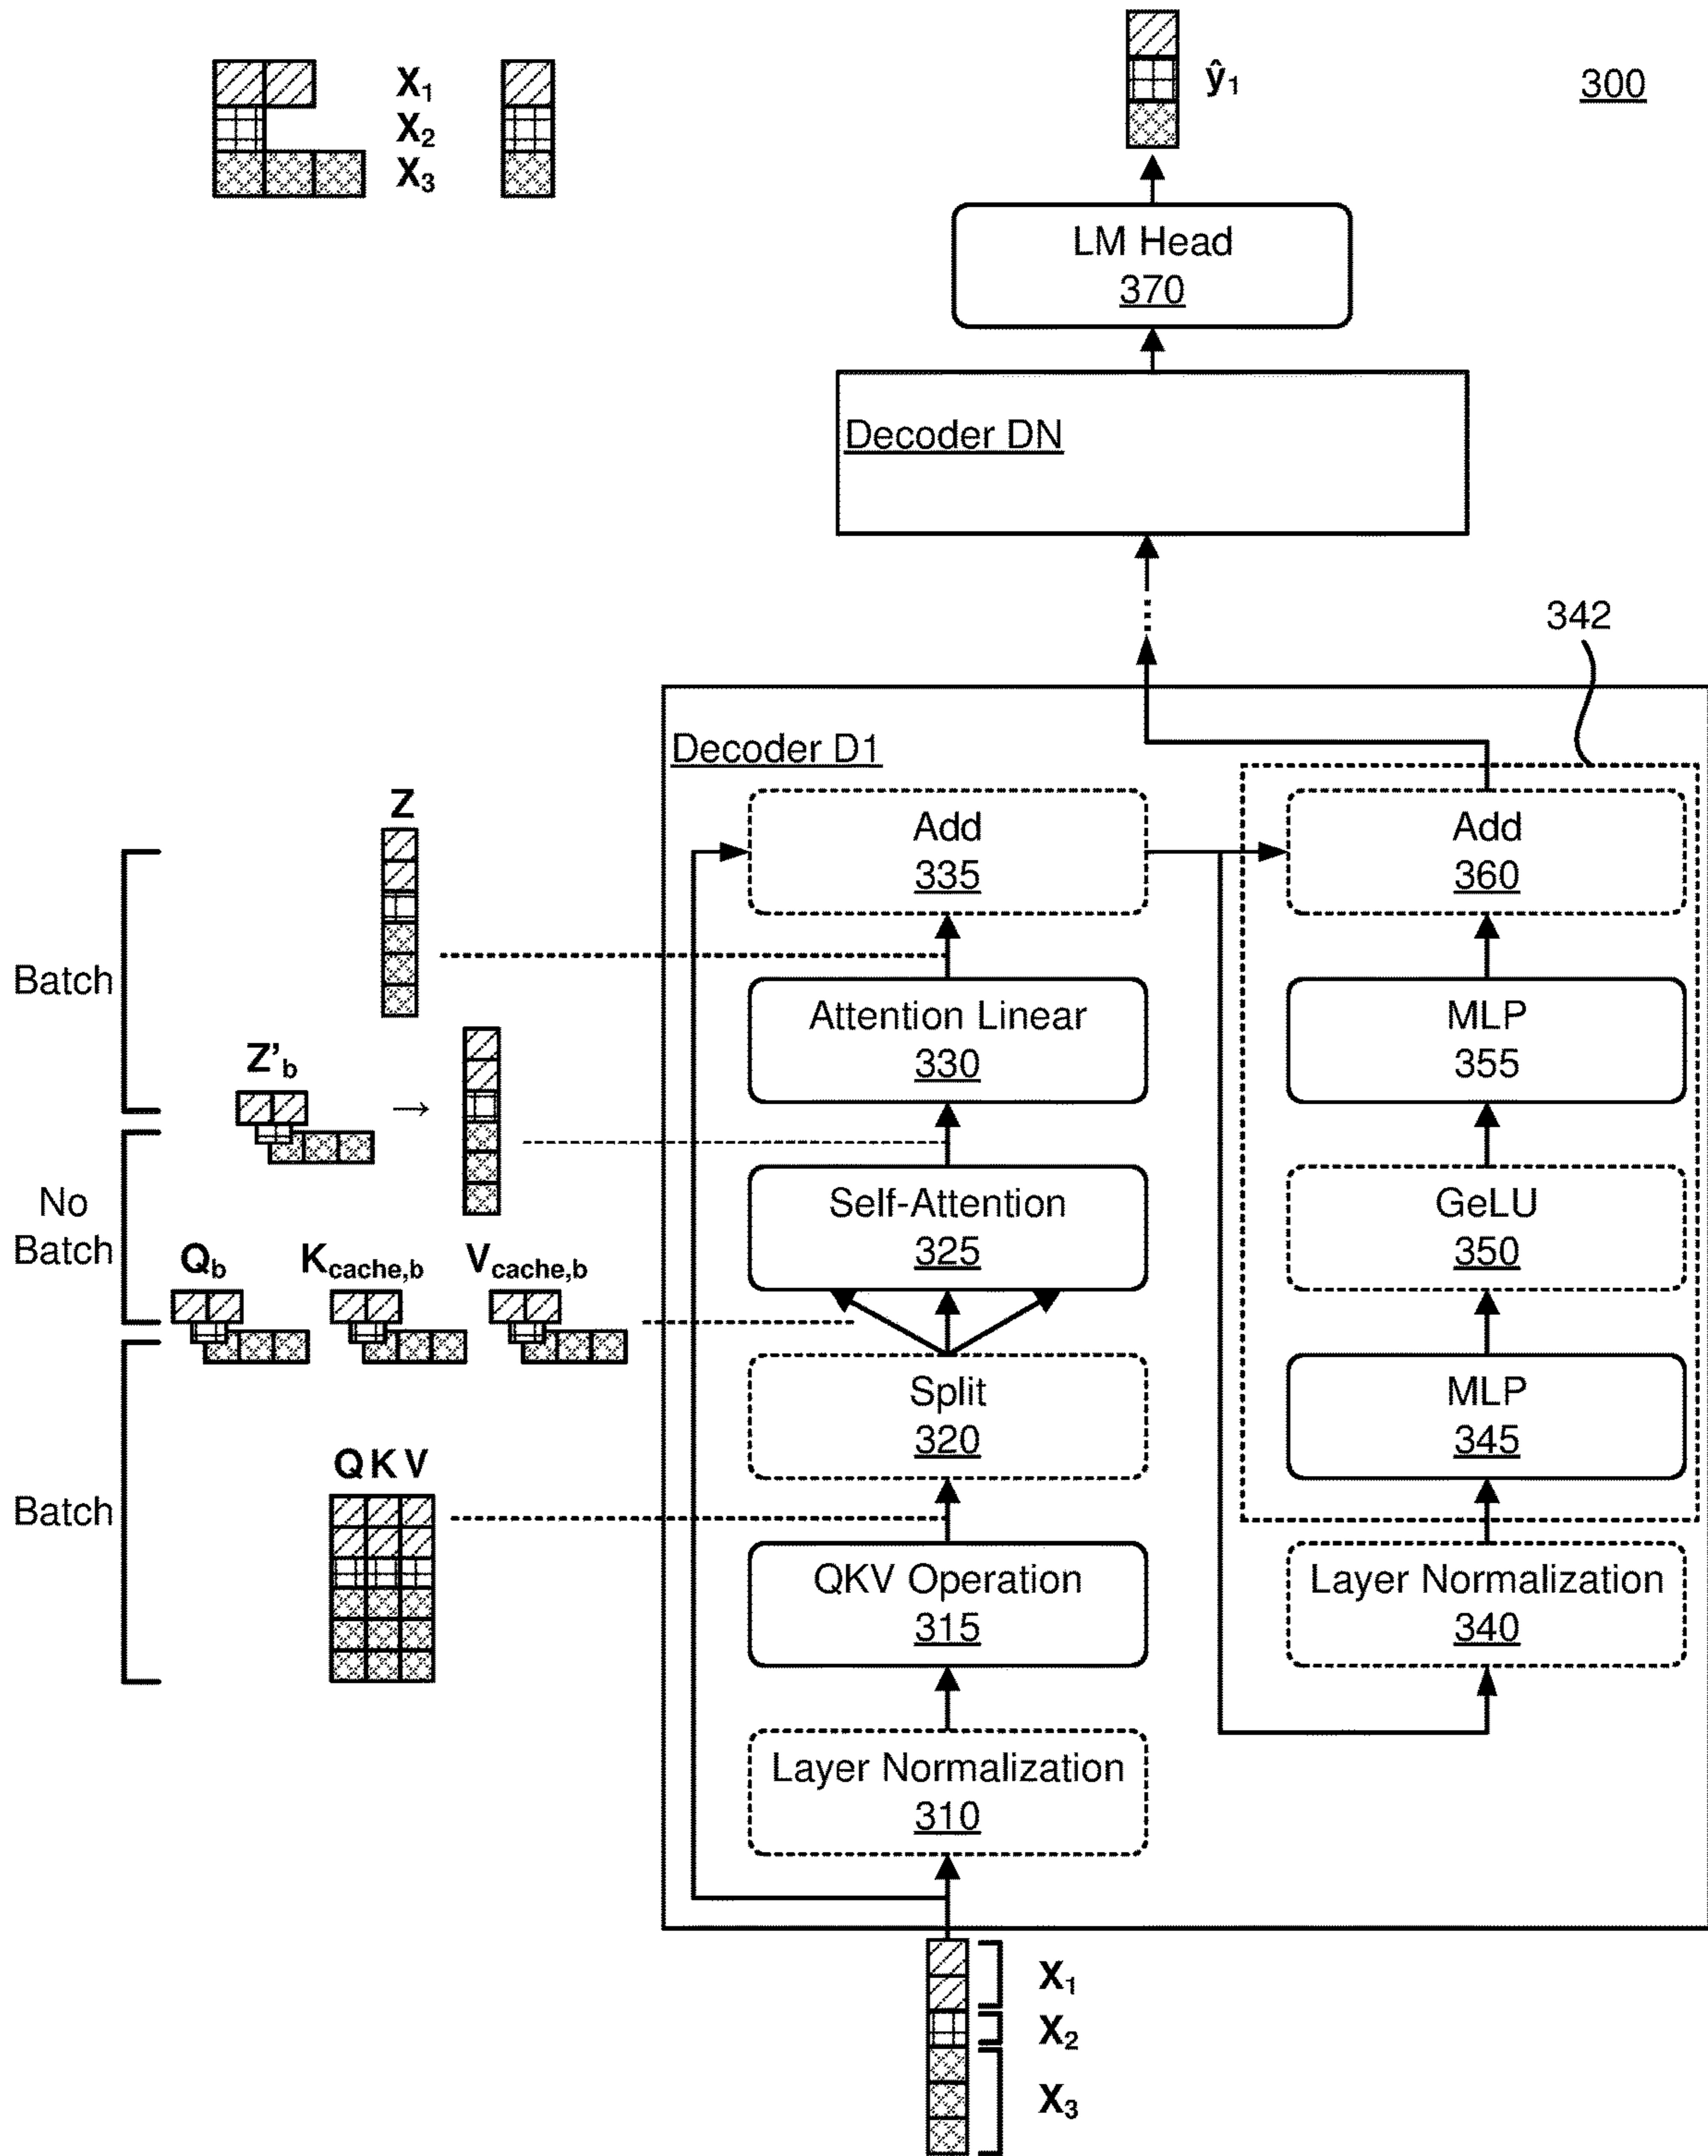 300
X₁
X₂
X₃
ŷ₁
LM Head
370
Decoder DN
342
Decoder D1
Z
Batch
Z'b
No
Batch
Qb
Kcache,b
Vcache,b
Batch
Q K V
Add
335
Attention Linear
330
Self-Attention
325
Split
320
QKV Operation
315
Layer Normalization
310
Add
360
MLP
355
GeLU
350
MLP
345
Layer Normalization
340
X₁
X₂
X₃